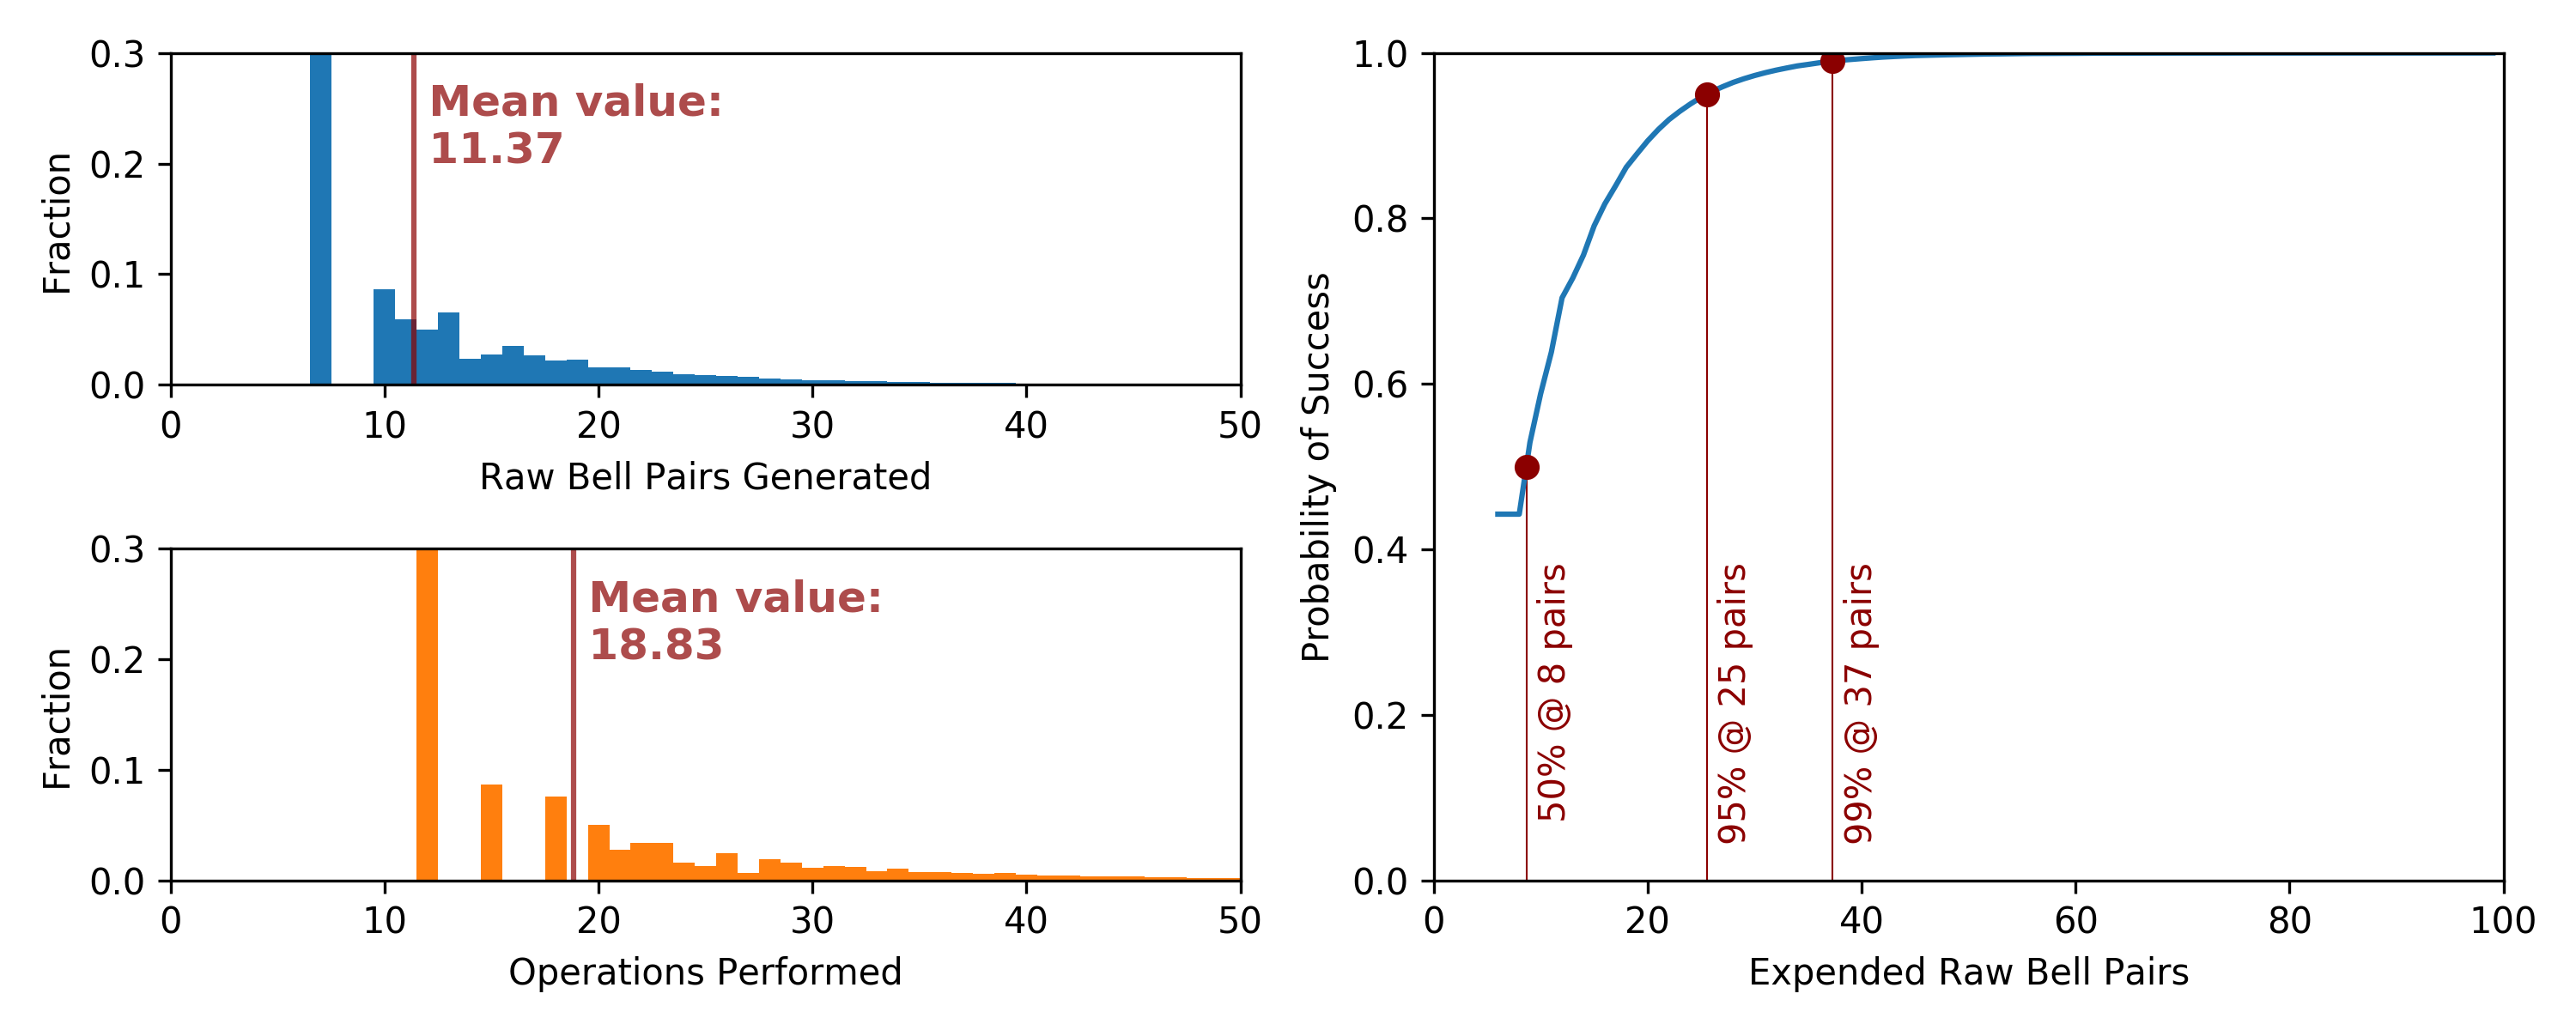 0.3
0.2
0.1
0.0
Fraction
Mean value:
11.37
0 10 20 30 40 50
Raw Bell Pairs Generated
0.3
0.2
0.1
0.0
Fraction
Mean value:
18.83
0 10 20 30 40 50
Operations Performed
1.0
0.8
0.6
0.4
0.2
0.0
Probability of Success
50% @ 8 pairs
95% @ 25 pairs
99% @ 37 pairs
0 20 40 60 80 100
Expended Raw Bell Pairs